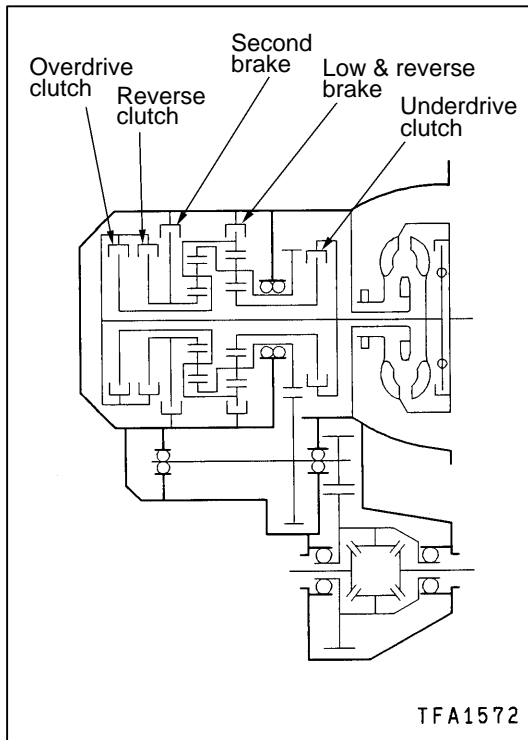 Second
brake
Overdrive
clutch
Low & reverse
brake
Reverse
clutch
Underdrive
clutch
TFA1572